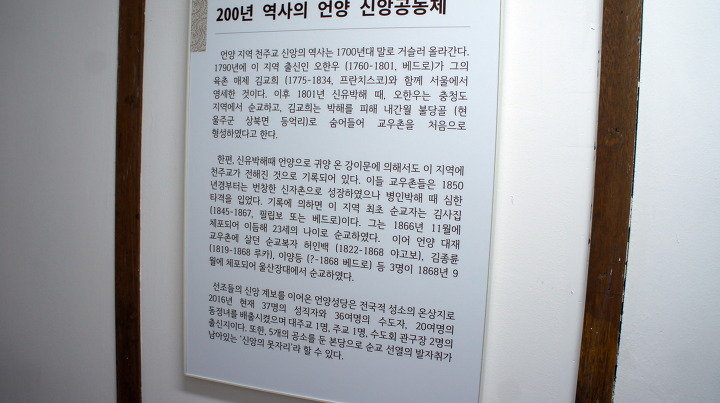 200년 역사의 언양 신앙공동체
언양 지역 천주교 신앙의 역사는 1700년대 말로 거슬러 올라간다.
1790년에 이 지역 출신인 오한우 (1760-1801, 베드로)가 그의
육촌 매제 김교희 (1775-1834, 프란치스코)와 함께 서울에서
영세한 것이다. 이후 1801년 신유박해 때, 오한우는 충청도
지역에서 순교하고, 김교희는 박해를 피해 내간월 불당골 (현
울주군 상북면 등억리)로 숨어들어 교우촌을 처음으로
형성하였다고 한다.
한편, 신유박해때 언양으로 귀양 온 강이문에 의해서도 이 지역에
천주교가 전해진 것으로 기록되어 있다. 이들 교우촌들은 1850
년경부터는 번창한 신자촌으로 성장하였으나 병인박해 때 심한
타격을 입었다. 기록에 의하면 이 지역 최초 순교자는 김사집
(1845-1867, 필립보 또는 베드로)이다. 그는 1866년 11월에
체포되어 이듬해 23세의 나이로 순교하였다. 이어 언양 대재
교우촌에 살던 순교복자 허인백 (1822-1868 야고보), 김종륜
(1819-1868 루카), 이양등 (?-1868 베드로) 등 3명이 1868년 9
월에 체포되어 울산장대에서 순교하였다.
선조들의 신앙 계보를 이어온 언양성당은 전국적 성소의 온상지로
2016년 현재 37명의 성직자와 36여명의 수도자, 20여명의
동정녀를 배출시켰으며 대주교 1명, 주교 1명, 수도회 관구장 2명의
출신지이다. 또한, 5개의 공소를 둔 본당으로 순교 선열의 발자취가
남아있는 '신앙의 못자리'라 할 수 있다.